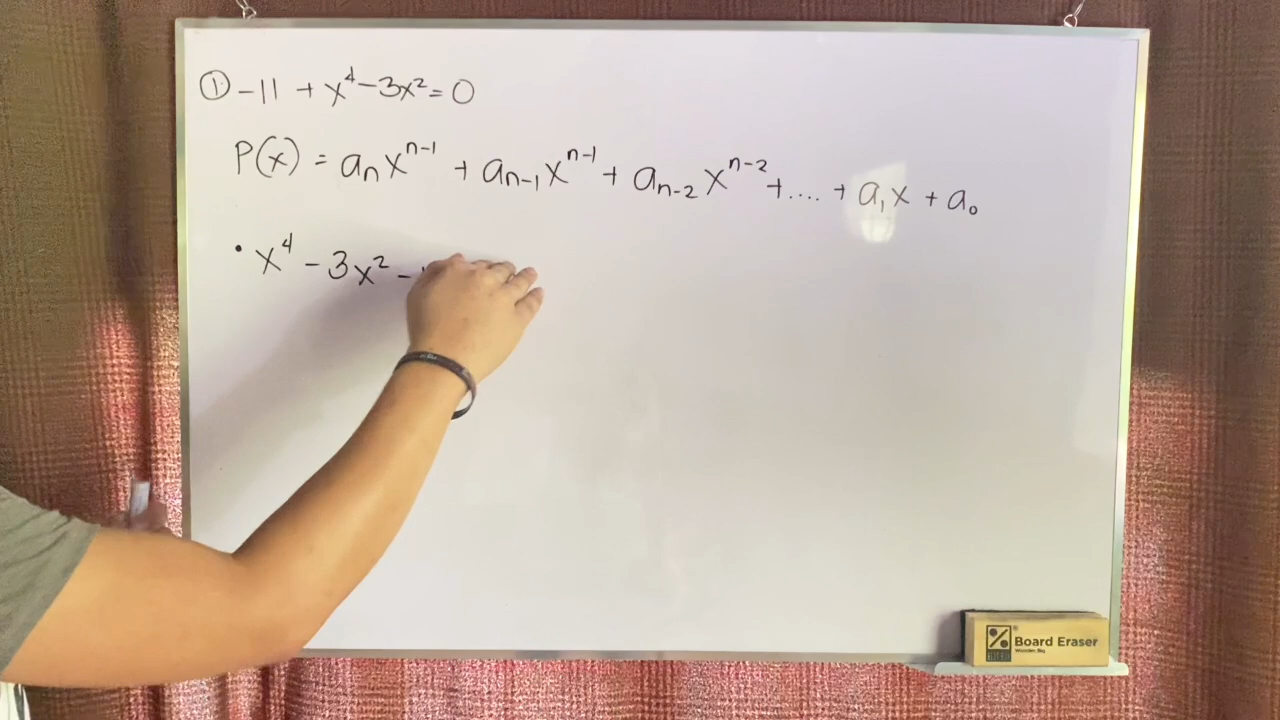 ① -11 + x⁴ - 3x² = 0
P(x) = aₙxⁿ⁻¹ + aₙ₋₁xⁿ⁻¹ + aₙ₋₂xⁿ⁻² + .... + a₁x + a₀
• x⁴ - 3x² -
% ® Board Eraser